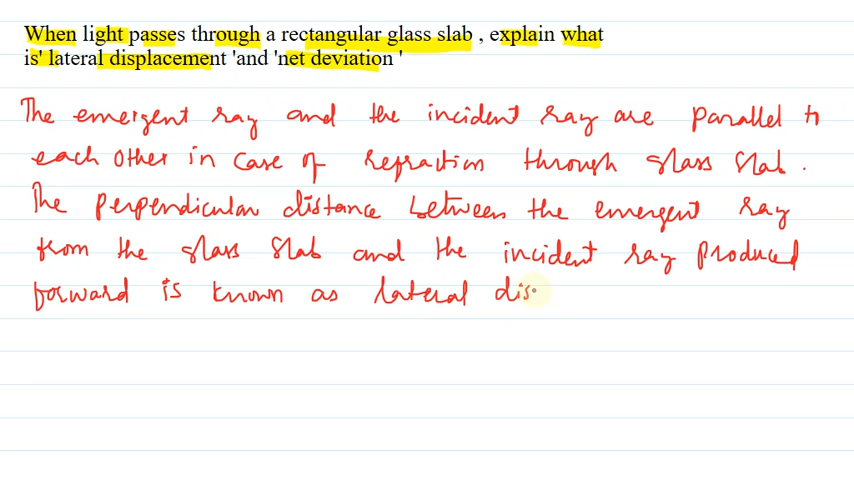 When light passes through a rectangular glass slab , explain what
is' lateral displacement 'and 'net deviation '
The emergent ray and the incident ray are parallel to
each other in case of refraction through glass slab .
The perpendicular distance between the emergent ray
from the glass slab and the incident ray produced
forward is known as lateral dis